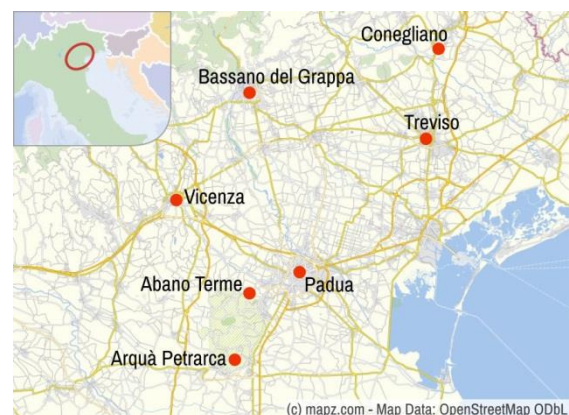 Conegliano
Bassano del Grappa
Treviso
Vicenza
Abano Terme
Padua
Arquà Petrarca
(c) mapz.com - Map Data: OpenStreetMap ODbL